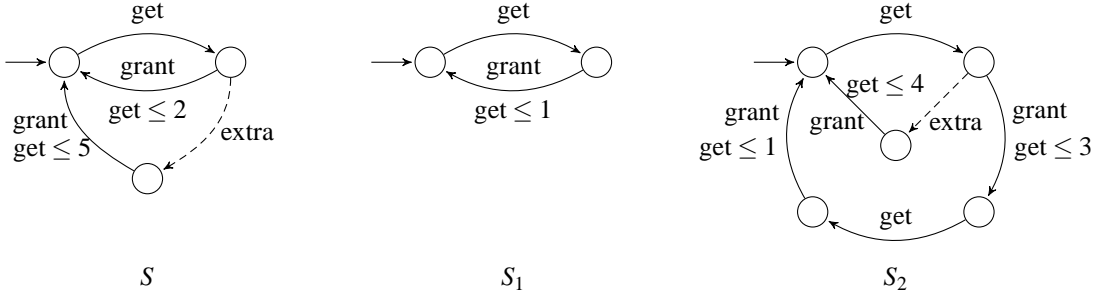 get
grant
get ≤ 2
grant
get ≤ 5
extra
S
get
grant
get ≤ 1
S₁
get
get ≤ 4
grant
extra
grant
get ≤ 1
grant
get ≤ 3
get
S₂